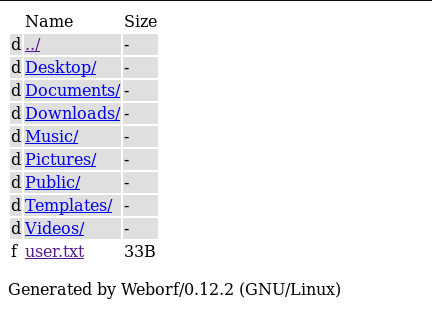 Name Size
d ../ -
d Desktop/ -
d Documents/ -
d Downloads/ -
d Music/ -
d Pictures/ -
d Public/ -
d Templates/ -
d Videos/ -
f user.txt 33B
Generated by Weborf/0.12.2 (GNU/Linux)